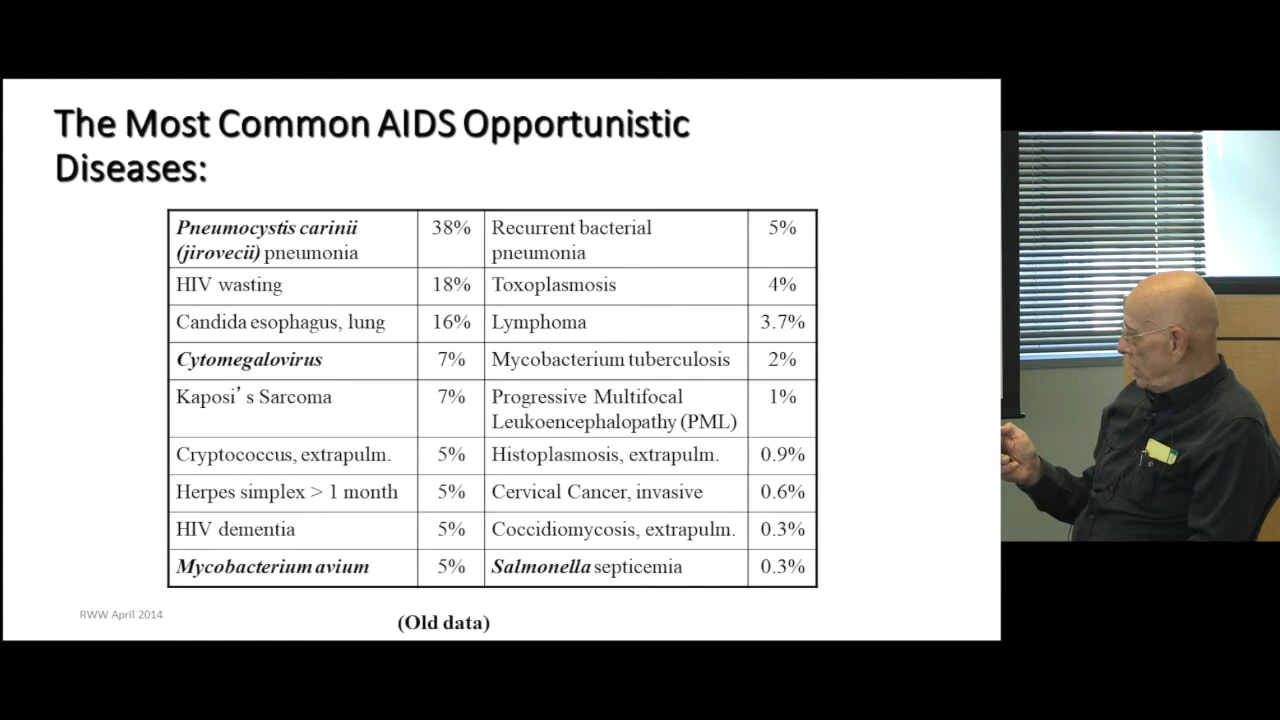 The Most Common AIDS Opportunistic
Diseases:
Pneumocystis carinii
(jirovecii) pneumonia
38%
Recurrent bacterial
pneumonia
5%
HIV wasting
18%
Toxoplasmosis
4%
Candida esophagus, lung
16%
Lymphoma
3.7%
Cytomegalovirus
7%
Mycobacterium tuberculosis
2%
Kaposi’s Sarcoma
7%
Progressive Multifocal
Leukoencephalopathy (PML)
1%
Cryptococcus, extrapulm.
5%
Histoplasmosis, extrapulm.
0.9%
Herpes simplex > 1 month
5%
Cervical Cancer, invasive
0.6%
HIV dementia
5%
Coccidiomycosis, extrapulm.
0.3%
Mycobacterium avium
5%
Salmonella septicemia
0.3%
RWW April 2014
(Old data)